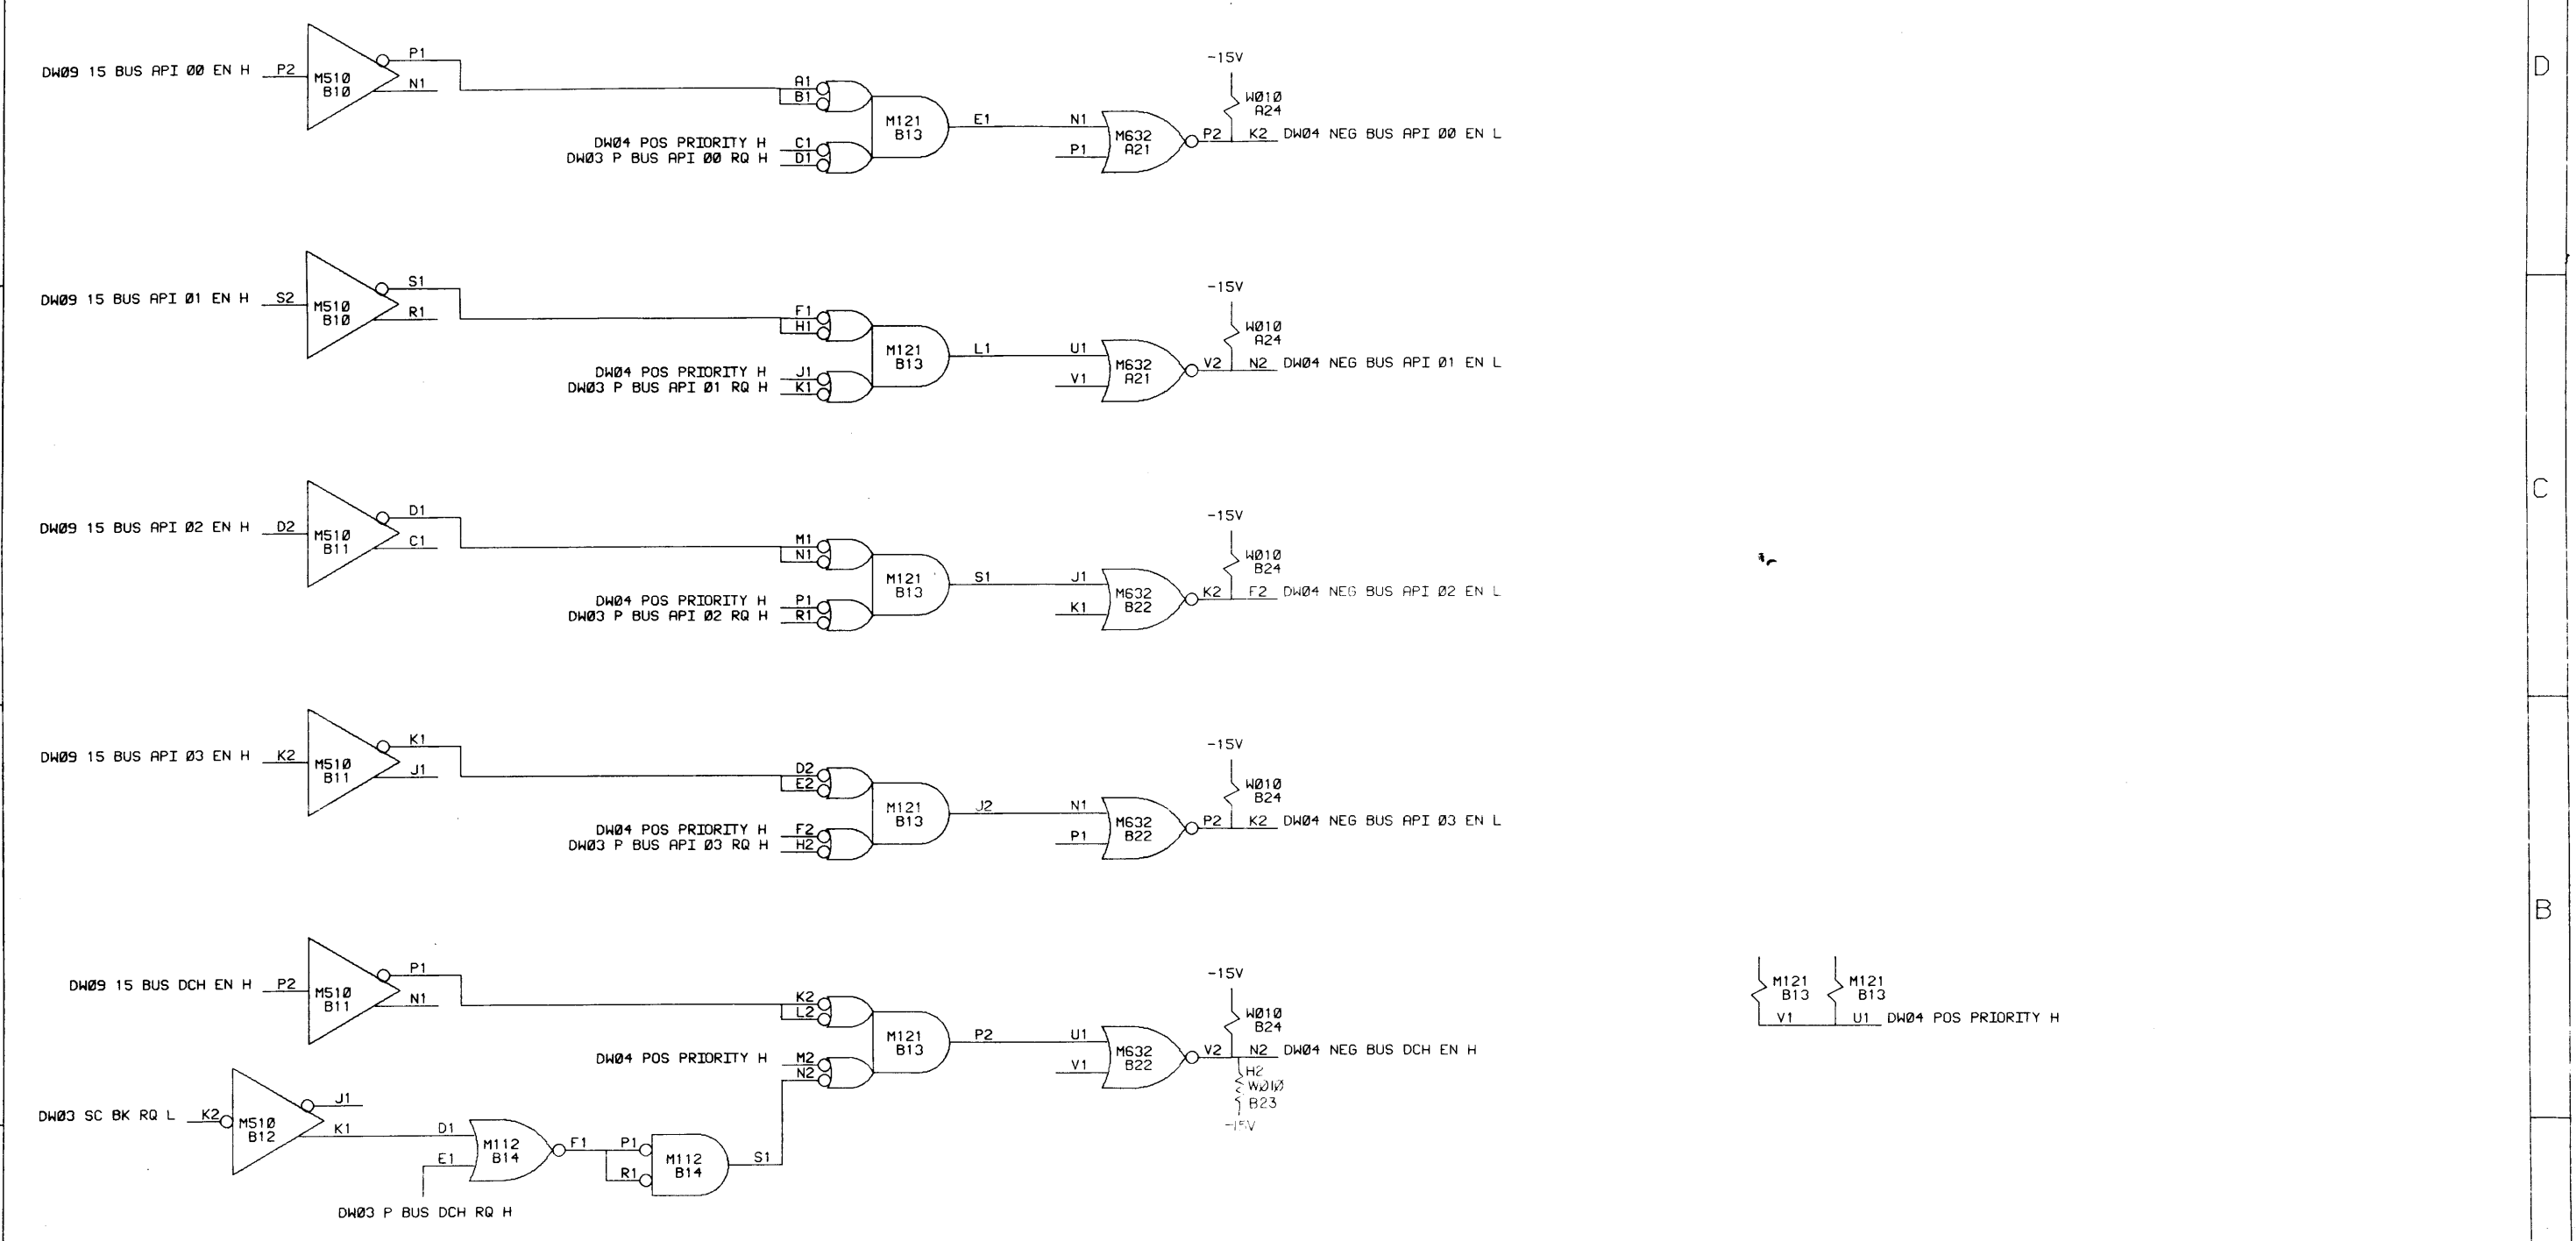 D
DW09 15 BUS API 00 EN H P2 M510 B10 P1 N1
A1
B1
DW04 POS PRIORITY H C1
DW03 P BUS API 00 RQ H D1
M121 B13 E1 N1 P1 M632 A21 P2 K2 DW04 NEG BUS API 00 EN L
-15V
W010 A24
DW09 15 BUS API 01 EN H S2 M510 B10 S1 R1
F1
H1
DW04 POS PRIORITY H J1
DW03 P BUS API 01 RQ H K1
M121 B13 L1 U1 V1 M632 A21 V2 N2 DW04 NEG BUS API 01 EN L
-15V
W010 A24
C
DW09 15 BUS API 02 EN H D2 M510 B11 D1 C1
M1
N1
DW04 POS PRIORITY H P1
DW03 P BUS API 02 RQ H R1
M121 B13 S1 J1 K1 M632 B22 K2 F2 DW04 NEG BUS API 02 EN L
-15V
W010 B24
DW09 15 BUS API 03 EN H K2 M510 B11 K1 J1
D2
E2
DW04 POS PRIORITY H F2
DW03 P BUS API 03 RQ H H2
M121 B13 J2 N1 P1 M632 B22 P2 K2 DW04 NEG BUS API 03 EN L
-15V
W010 B24
B
DW09 15 BUS DCH EN H P2 M510 B11 P1 N1
K2
L2
DW04 POS PRIORITY H M2
N2
M121 B13 P2 U1 V1 M632 B22 V2 N2 DW04 NEG BUS DCH EN H
-15V
W010 B24
H2
W010
B23
-15V
M121 B13 M121 B13
V1 U1 DW04 POS PRIORITY H
DW03 SC BK RQ L K2 M510 B12 J1 K1
D1 E1 M112 B14 F1 P1 R1 M112 B14 S1
DW03 P BUS DCH RQ H